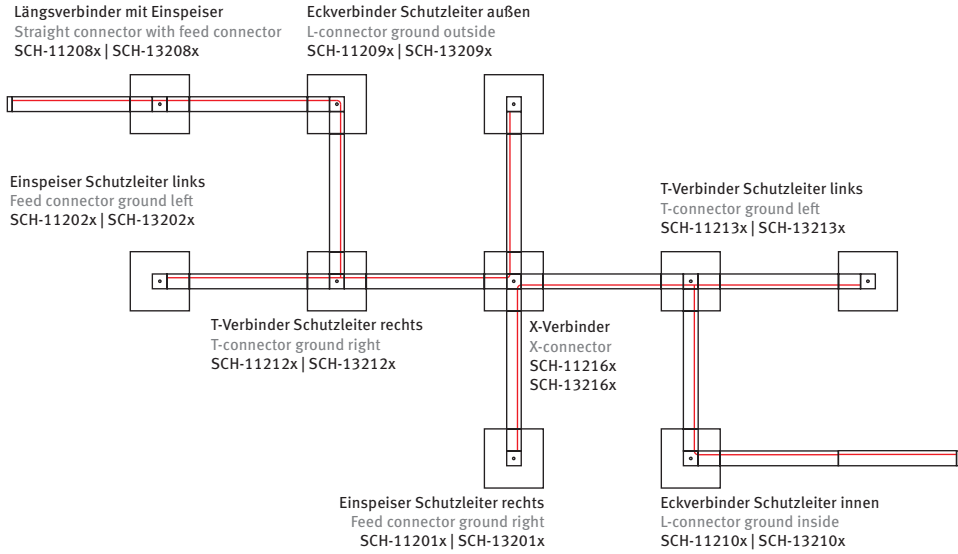 Längsverbinder mit Einspeiser
Straight connector with feed connector
SCH-11208x | SCH-13208x
Eckverbinder Schutzleiter außen
L-connector ground outside
SCH-11209x | SCH-13209x
Einspeiser Schutzleiter links
Feed connector ground left
SCH-11202x | SCH-13202x
T-Verbinder Schutzleiter links
T-connector ground left
SCH-11213x | SCH-13213x
T-Verbinder Schutzleiter rechts
T-connector ground right
SCH-11212x | SCH-13212x
X-Verbinder
X-connector
SCH-11216x
SCH-13216x
Einspeiser Schutzleiter rechts
Feed connector ground right
SCH-11201x | SCH-13201x
Eckverbinder Schutzleiter innen
L-connector ground inside
SCH-11210x | SCH-13210x